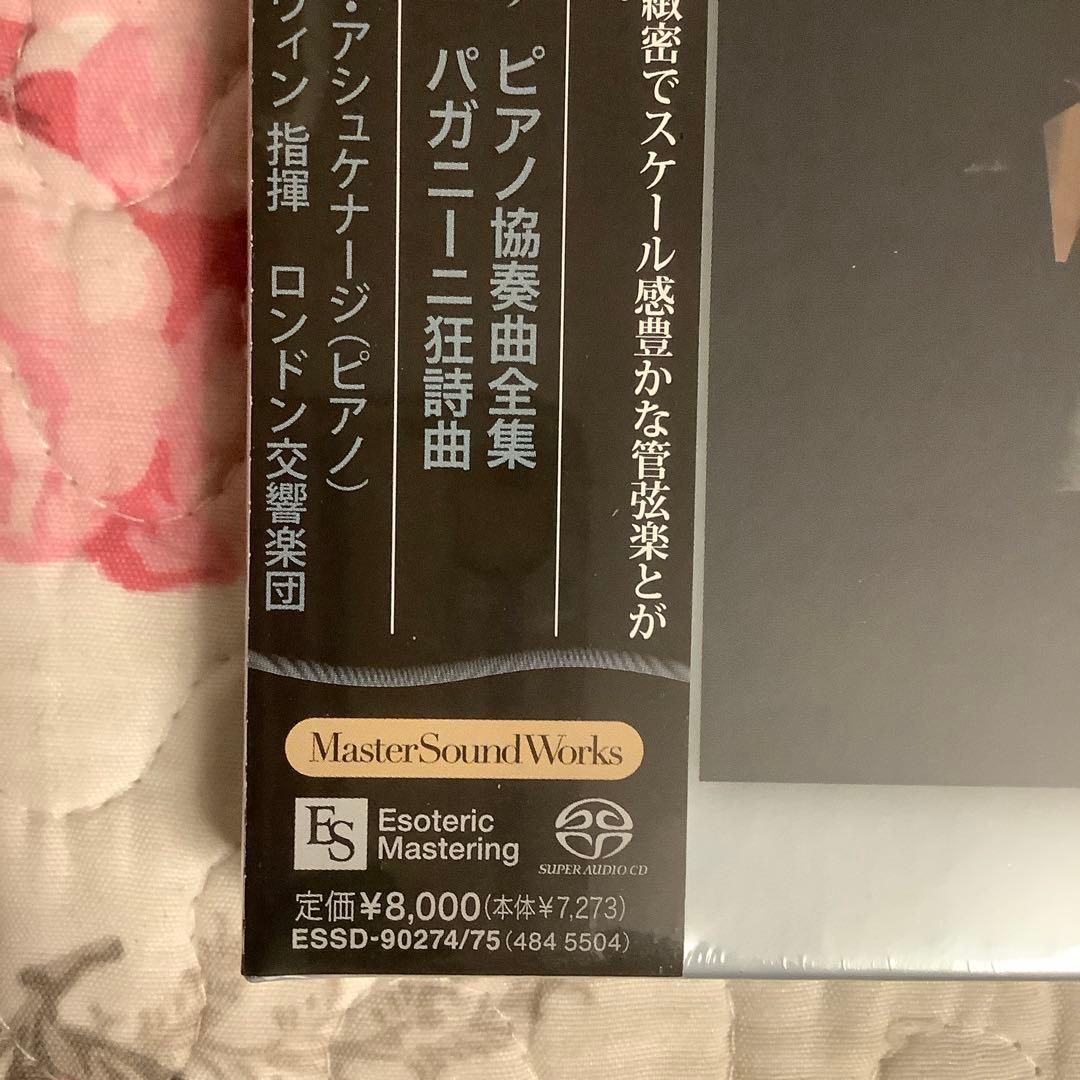 緻密でスケール感豊かな管弦楽とが
ピアノ協奏曲全集
パガニーニ狂詩曲
・アシュケナージ(ピアノ)
ヴィン 指揮 ロンドン交響楽団
MasterSoundWorks
ES
Esoteric
Mastering
SUPER AUDIO CD
定価¥8,000(本体¥7,273)
ESSD-90274/75(484 5504)